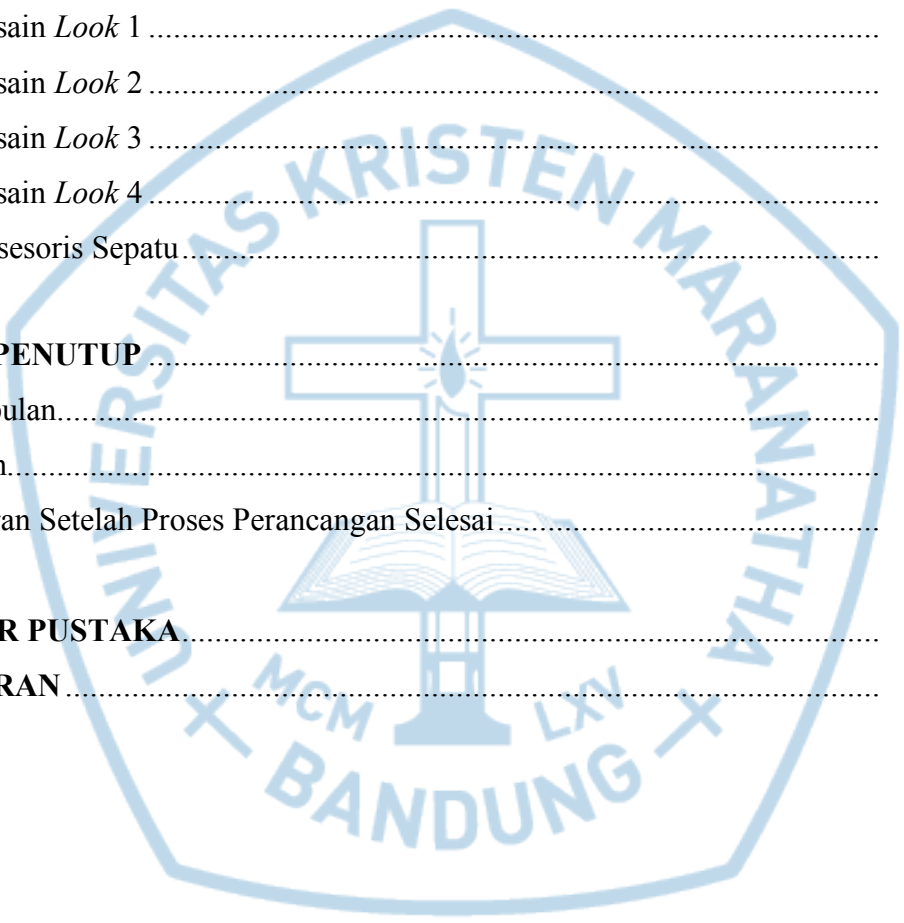 sain Look 1 ........................................................................................
sain Look 2 ........................................................................................
sain Look 3 ........................................................................................
sain Look 4 ........................................................................................
sesoris Sepatu ....................................................................................
PENUTUP ........................................................................................
pulan....................................................................................................
n..........................................................................................................
ran Setelah Proses Perancangan Selesai ..............................................
R PUSTAKA....................................................................................
RAN ..................................................................................................
UNIVERSITAS KRISTEN MARANATHA
MCM LXV
BANDUNG